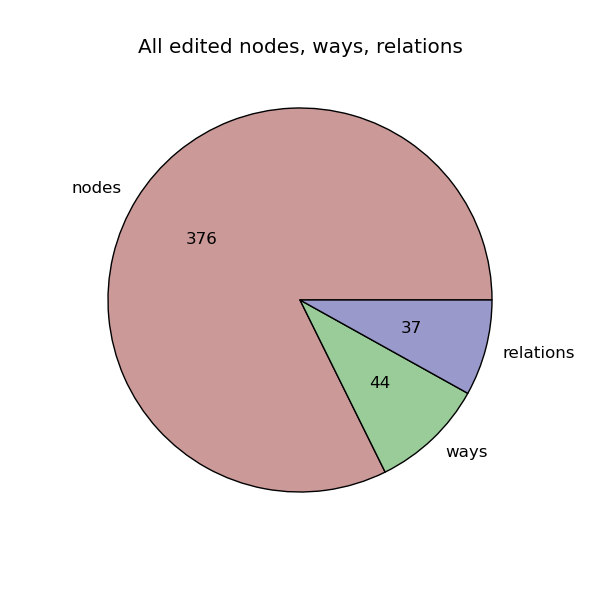 All edited nodes, ways, relations
nodes
376
37
relations
44
ways